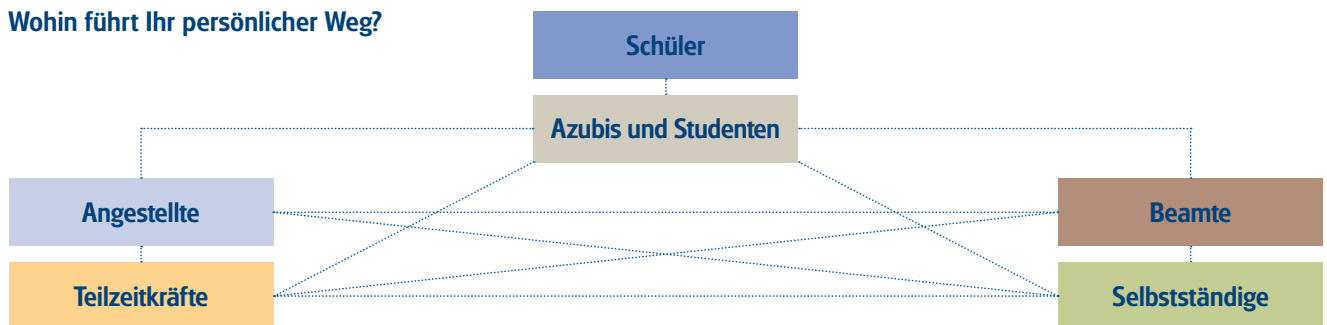 Wohin führt Ihr persönlicher Weg?
Schüler
Azubis und Studenten
Angestellte
Beamte
Teilzeitkräfte
Selbstständige